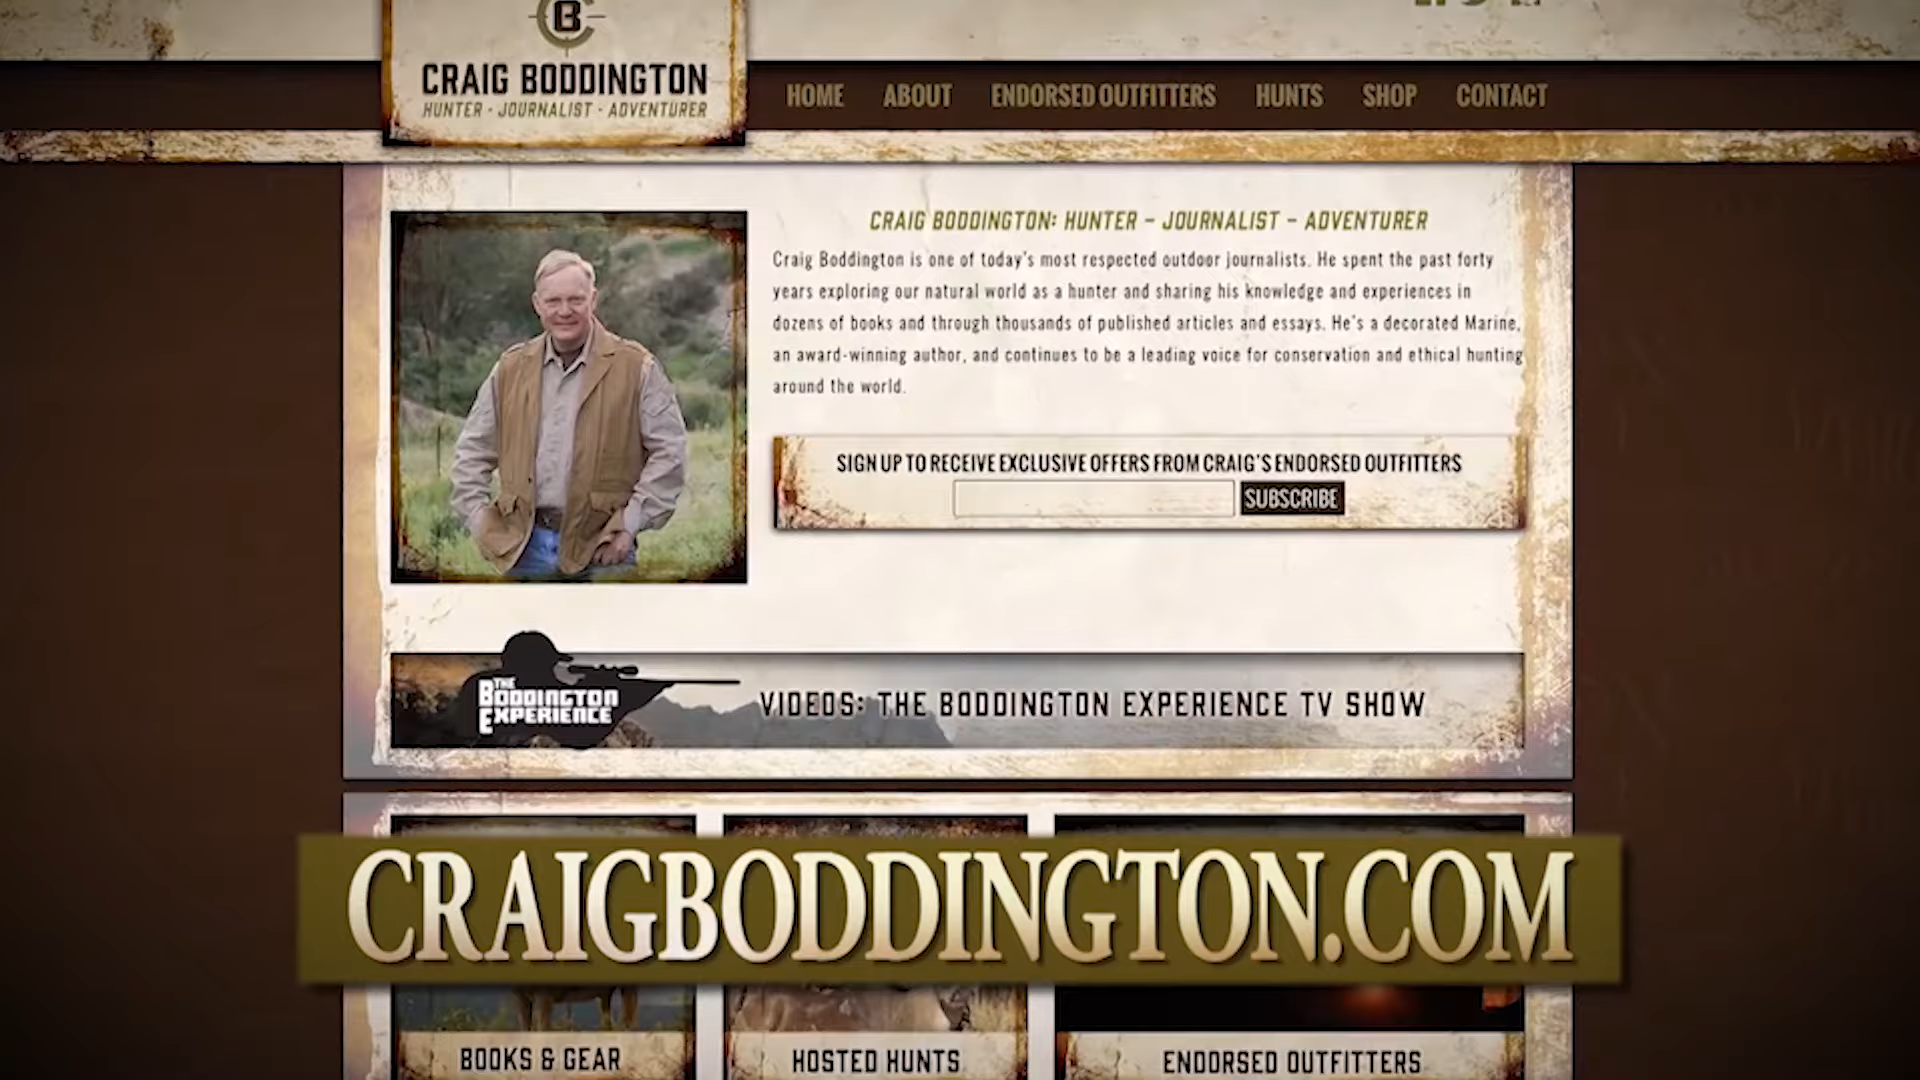 CB
CRAIG BODDINGTON
HUNTER - JOURNALIST - ADVENTURER
HOME ABOUT ENDORSED OUTFITTERS HUNTS SHOP CONTACT
CRAIG BODDINGTON: HUNTER – JOURNALIST – ADVENTURER
Craig Boddington is one of today's most respected outdoor journalists. He spent the past forty
years exploring our natural world as a hunter and sharing his knowledge and experiences in
dozens of books and through thousands of published articles and essays. He's a decorated Marine,
an award-winning author, and continues to be a leading voice for conservation and ethical hunting
around the world.
SIGN UP TO RECEIVE EXCLUSIVE OFFERS FROM CRAIG'S ENDORSED OUTFITTERS
SUBSCRIBE
THE
BODDINGTON
EXPERIENCE
VIDEOS: THE BODDINGTON EXPERIENCE TV SHOW
CRAIGBODDINGTON.COM
BOOKS & GEAR
HOSTED HUNTS
ENDORSED OUTFITTERS